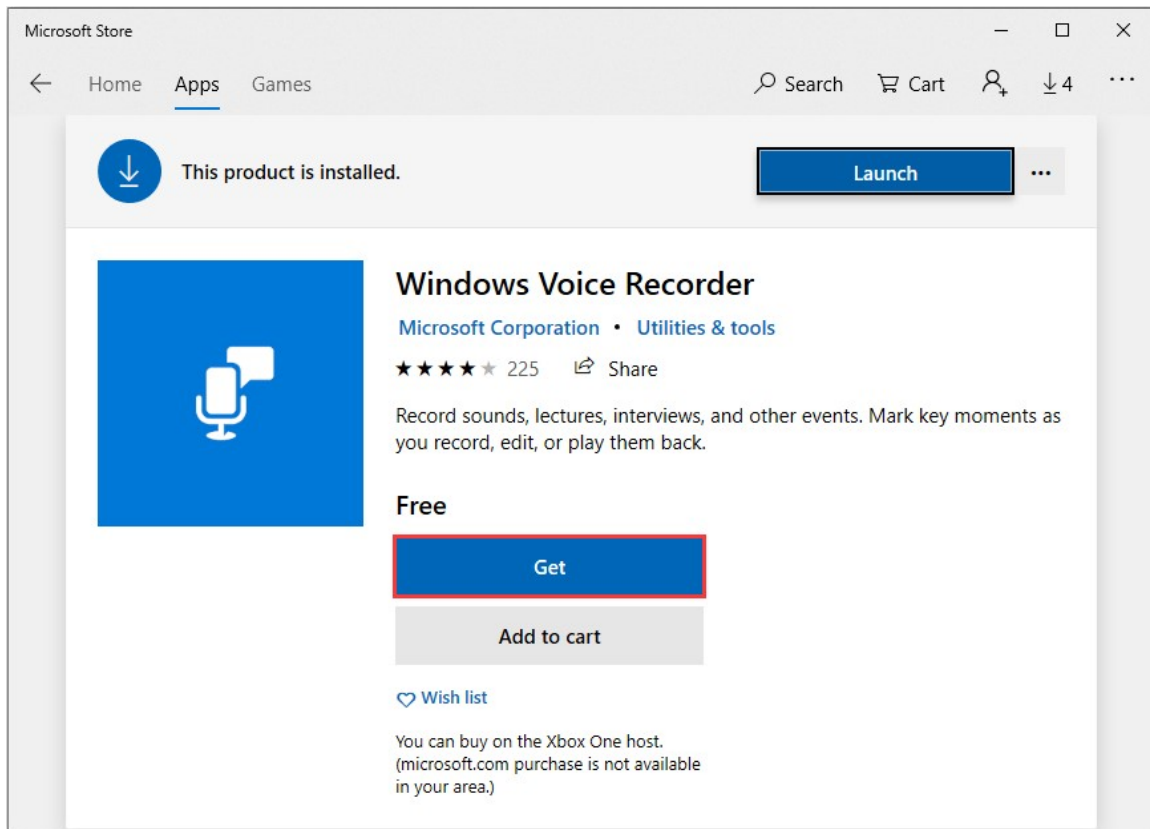 Microsoft Store
Home Apps Games Search Cart 4 ...
This product is installed. Launch ...
Windows Voice Recorder
Microsoft Corporation • Utilities & tools
★★★★★ 225 Share
Record sounds, lectures, interviews, and other events. Mark key moments as
you record, edit, or play them back.
Free
Get
Add to cart
Wish list
You can buy on the Xbox One host.
(microsoft.com purchase is not available
in your area.)